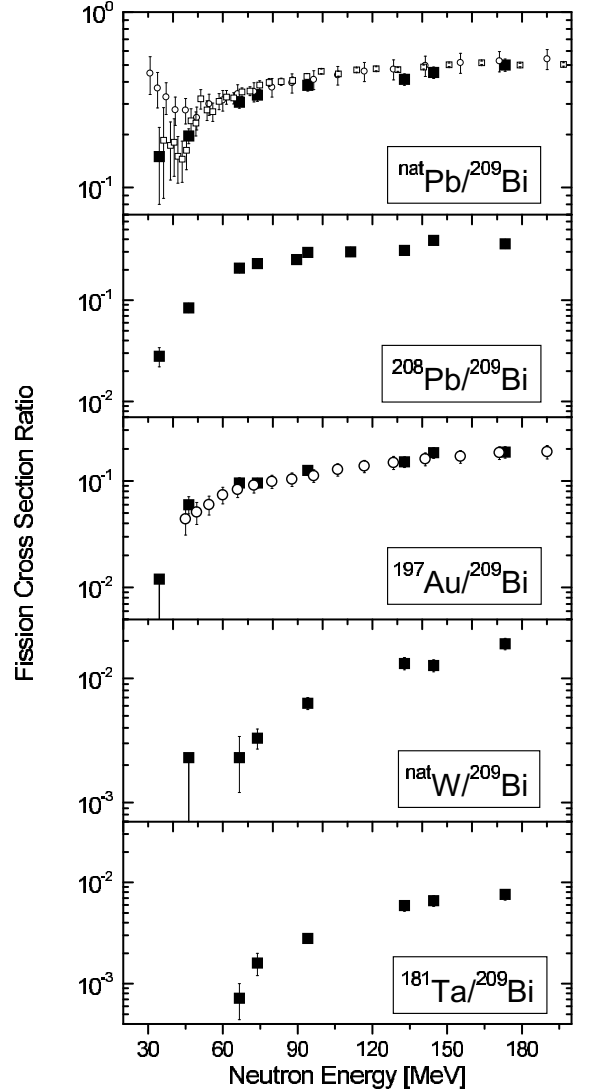 10⁰
10⁻¹
ⁿᵃᵗPb/²⁰⁹Bi
10⁻¹
10⁻²
²⁰⁸Pb/²⁰⁹Bi
10⁻¹
10⁻²
¹⁹⁷Au/²⁰⁹Bi
10⁻²
10⁻³
ⁿᵃᵗW/²⁰⁹Bi
10⁻²
10⁻³
¹⁸¹Ta/²⁰⁹Bi
Fission Cross Section Ratio
30 60 90 120 150 180
Neutron Energy [MeV]